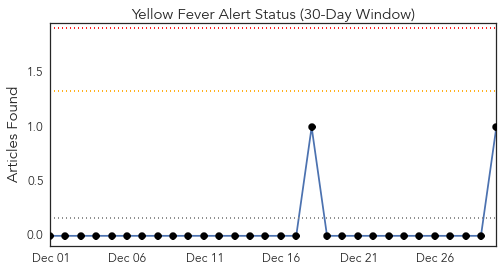 Yellow Fever Alert Status (30-Day Window)
Articles Found
1.5
1.0
0.5
0.0
Dec 01 Dec 06 Dec 11 Dec 16 Dec 21 Dec 26